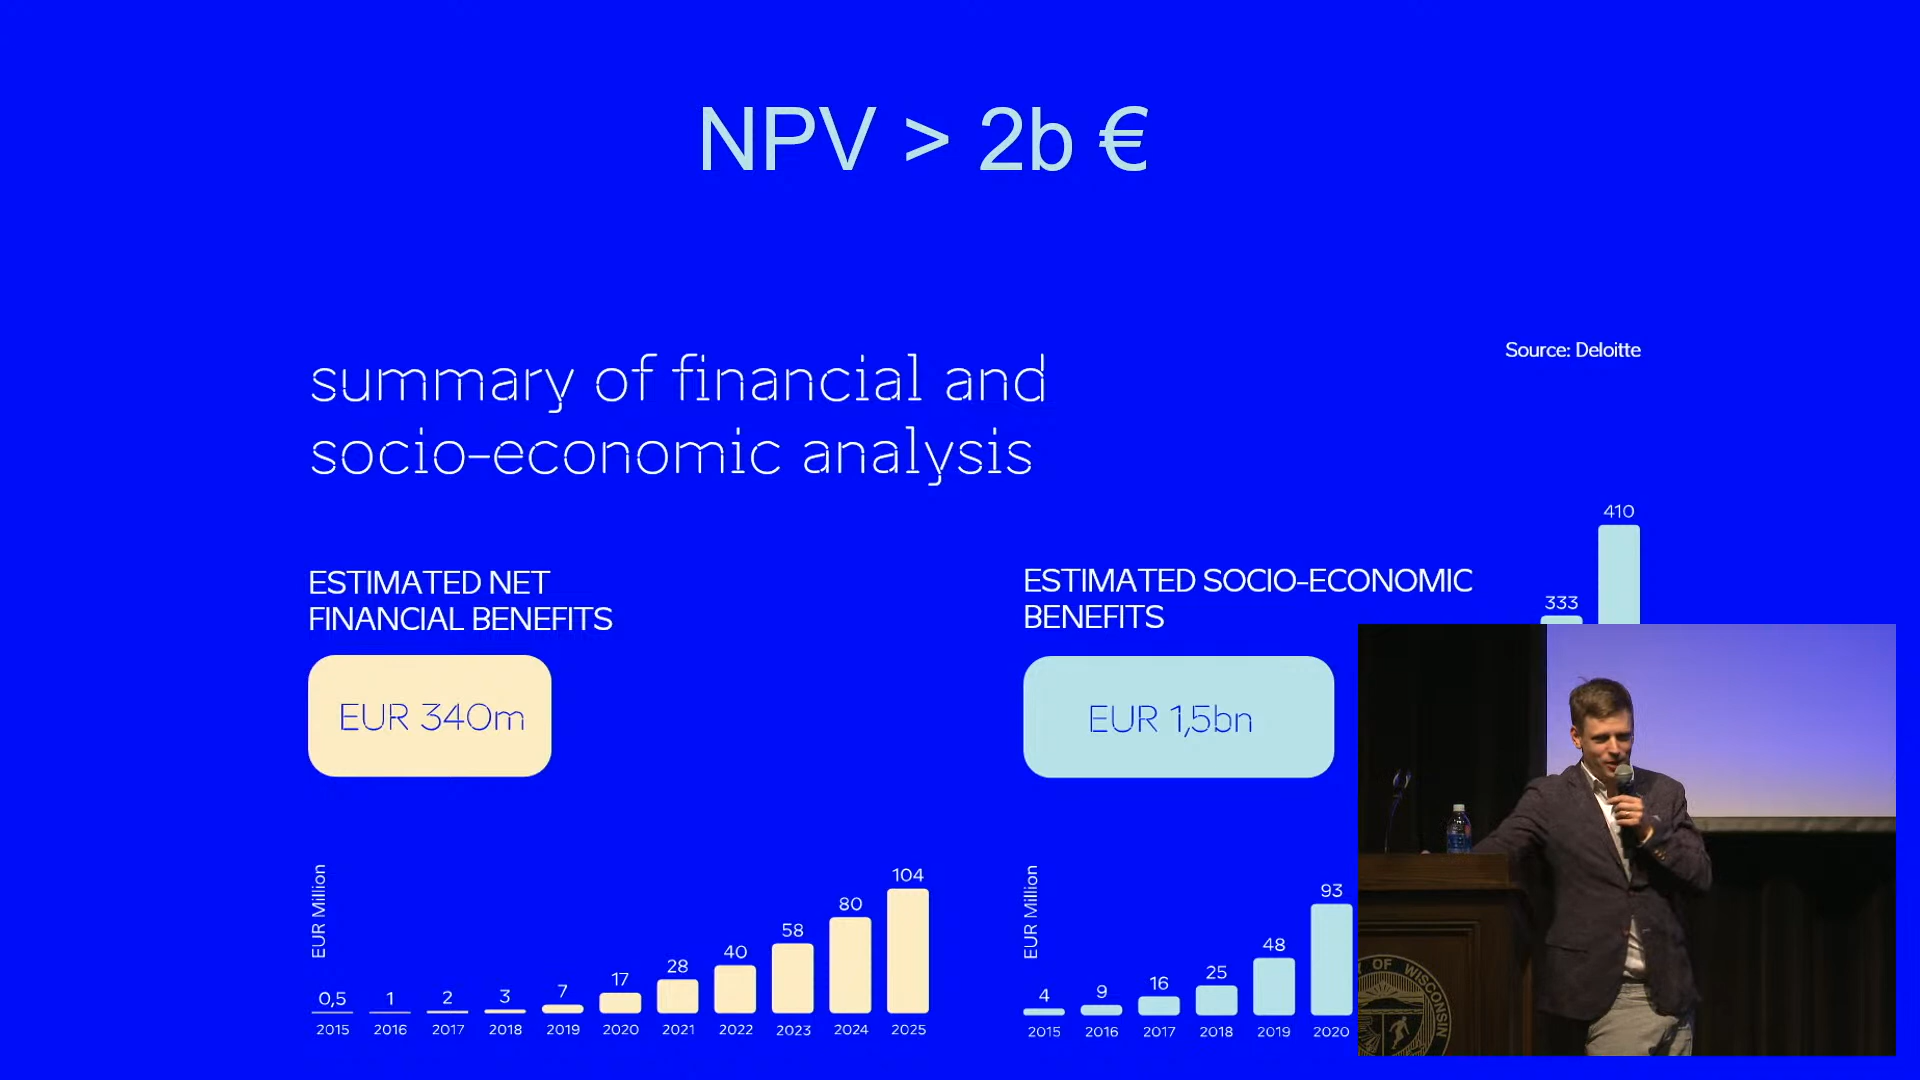 NPV > 2b €
summary of financial and
socio-economic analysis
Source: Deloitte
ESTIMATED NET
FINANCIAL BENEFITS
EUR 340m
EUR Million
0,5
1
2
3
7
17
28
40
58
80
104
2015
2016
2017
2018
2019
2020
2021
2022
2023
2024
2025
ESTIMATED SOCIO-ECONOMIC
BENEFITS
EUR 1,5bn
EUR Million
4
9
16
25
48
93
333
410
2015
2016
2017
2018
2019
2020
OF WISCONSIN